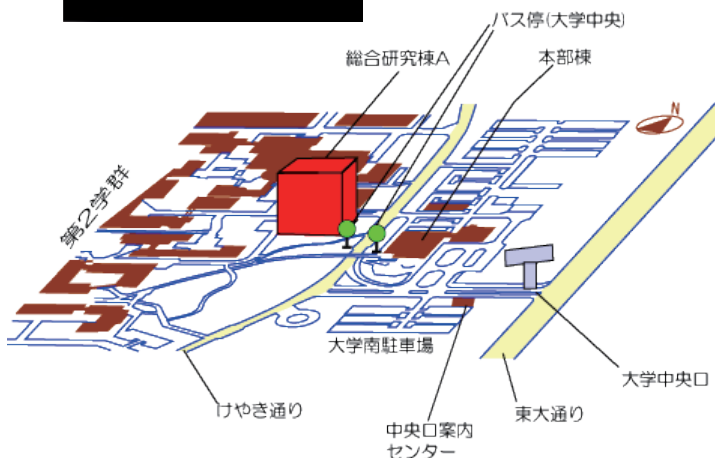 バス停(大学中央)
総合研究棟A
本部棟
N
第2学群
大学南駐車場
大学中央口
けやき通り
東大通り
中央口案内
センター